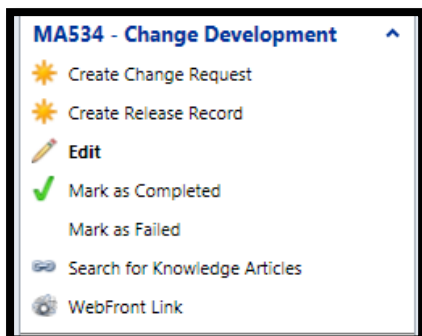 MA534 - Change Development
Create Change Request
Create Release Record
Edit
Mark as Completed
Mark as Failed
Search for Knowledge Articles
WebFront Link